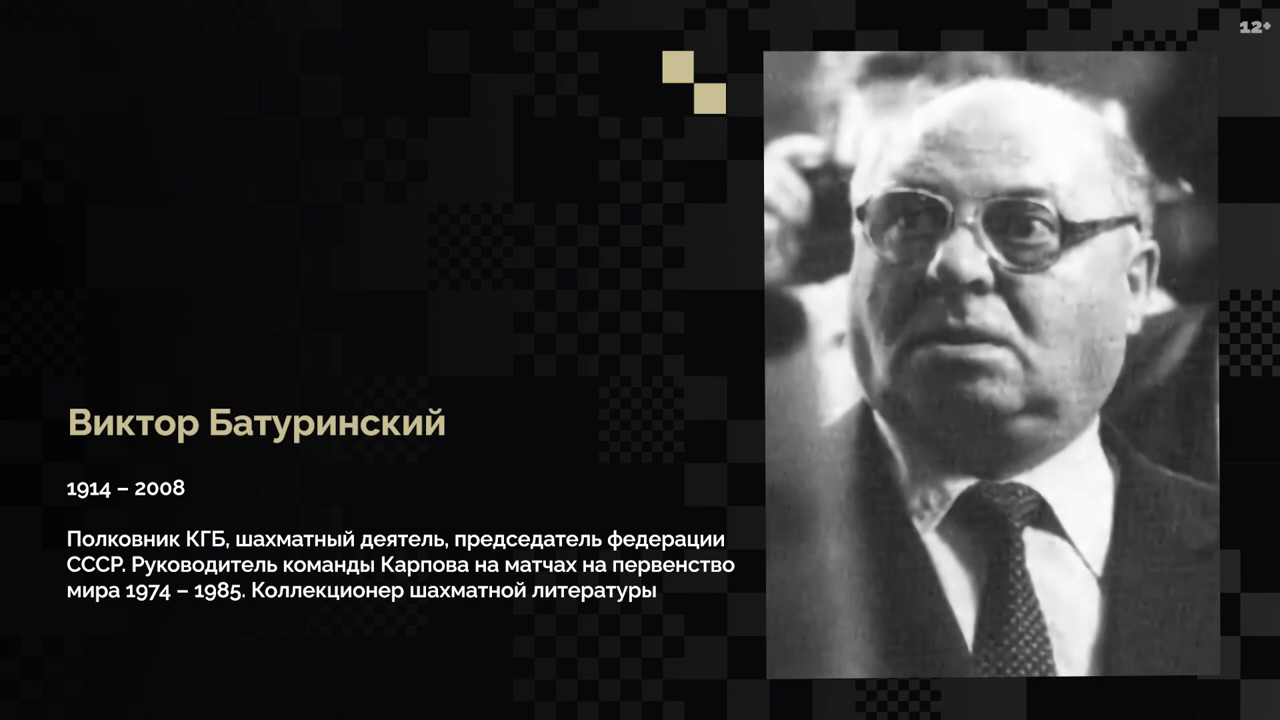 12+
Виктор Батуринский
1914 – 2008
Полковник КГБ, шахматный деятель, председатель федерации
СССР. Руководитель команды Карпова на матчах на первенство
мира 1974 – 1985. Коллекционер шахматной литературы